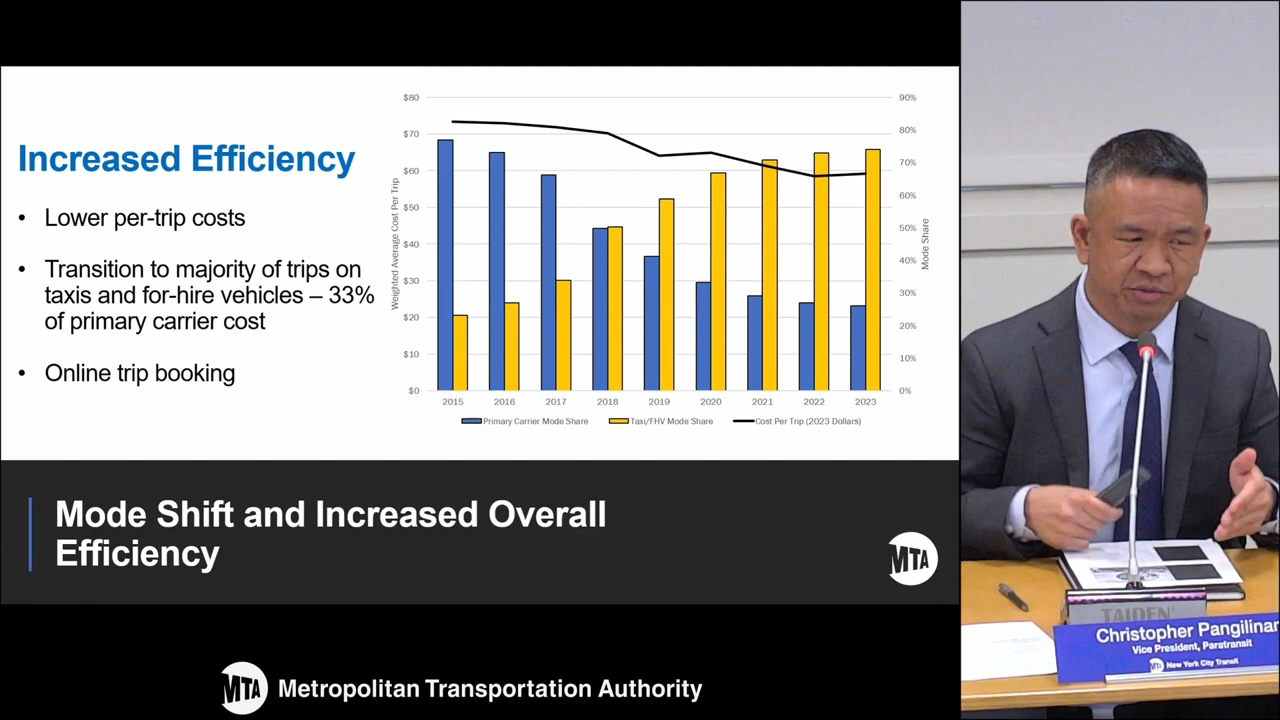 Increased Efficiency
• Lower per-trip costs
• Transition to majority of trips on
taxis and for-hire vehicles – 33%
of primary carrier cost
• Online trip booking
Weighted Average Cost Per Trip
$80
$70
$60
$50
$40
$30
$20
$10
$0
90%
80%
70%
60%
50%
40%
30%
20%
10%
0%
Mode Share
2015 2016 2017 2018 2019 2020 2021 2022 2023
Primary Carrier Mode Share Taxi/FHV Mode Share Cost Per Trip (2023 Dollars)
Mode Shift and Increased Overall
Efficiency
MTA
MTA Metropolitan Transportation Authority
TAIDEN
Christopher Pangilinan
Vice President, Paratransit
MTA New York City Transit